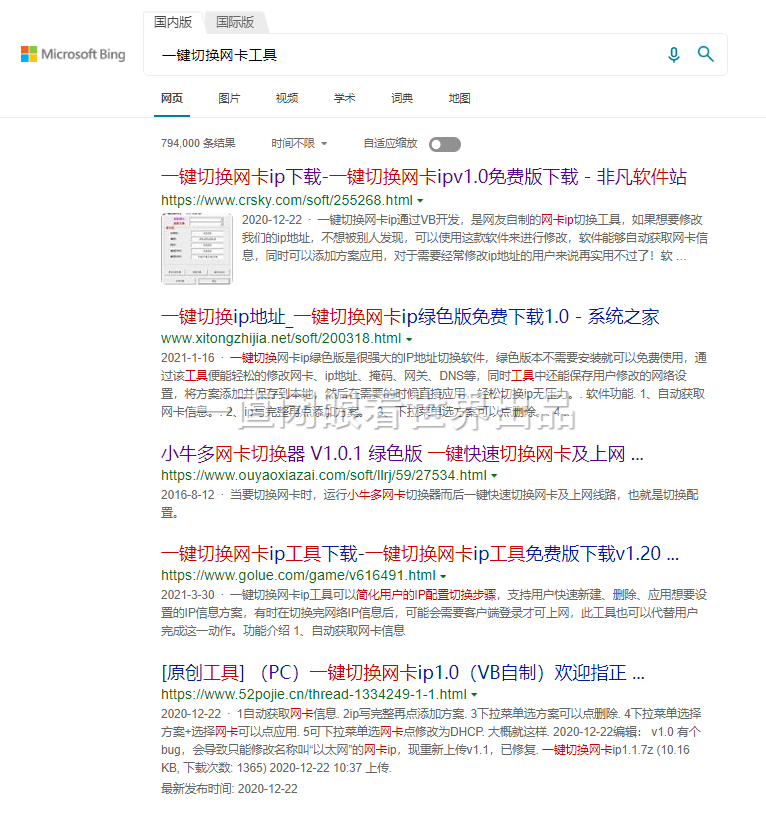 国内版 国际版
Microsoft Bing
一键切换网卡工具
网页 图片 视频 学术 词典 地图
794,000 条结果 时间不限 自适应缩放
一键切换网卡ip下载-一键切换网卡ipv1.0免费版下载 - 非凡软件站
https://www.crsky.com/soft/255268.html
2020-12-22 · 一键切换网卡ip通过VB开发，是网友自制的网卡ip切换工具，如果想要修改
我们的ip地址，不想被别人发现，可以使用这款软件来进行修改，软件能够自动获取网卡信
息，同时可以添加方案应用，对于需要经常修改ip地址的用户来说再实用不过了！软 ...
一键切换ip地址_一键切换网卡ip绿色版免费下载1.0 - 系统之家
www.xitongzhijia.net/soft/200318.html
2021-1-16 · 一键切换网卡ip绿色版是很强大的IP地址切换软件，绿色版本不需要安装就可以免费使用，通
过该工具便能轻松的修改网卡、ip地址、掩码、网关、DNS等，同时工具中还能保存用户修改的网络设
置，将方案添加并保存到本地，然后在需要的时候直接应用，轻松切换ip无压力。. 软件功能. 1、自动获取
网卡信息。. 2、ip写完整再点添加方案。. 3、下拉菜单选方案可以点删除。. 4...
直闭眼看世界出品
小牛多网卡切换器 V1.0.1 绿色版 一键快速切换网卡及上网 ...
https://www.ouyaoxiazai.com/soft/llrj/59/27534.html
2016-8-12 · 当要切换网卡时，运行小牛多网卡切换器而后一键快速切换网卡及上网线路，也就是切换配
置。
一键切换网卡ip工具下载-一键切换网卡ip工具免费版下载v1.20 ...
https://www.golue.com/game/v616491.html
2021-3-30 · 一键切换网卡ip工具可以简化用户的IP配置切换步骤，支持用户快速新建、删除、应用想要设
置的IP信息方案，有时在切换完网络IP信息后，可能会需要客户端登录才可上网，此工具也可以代替用户
完成这一动作。功能介绍 1、自动获取网卡信息
[原创工具] （PC）一键切换网卡ip1.0（VB自制）欢迎指正 ...
https://www.52pojie.cn/thread-1334249-1-1.html
2020-12-22 · 1自动获取网卡信息. 2ip写完整再点添加方案. 3下拉菜单选方案可以点删除. 4下拉菜单选择
方案+选择网卡可以点应用. 5可下拉菜单选网卡点修改为DHCP. 大概就这样. 2020-12-22编辑： v1.0 有个
bug，会导致只能修改名称叫“以太网”的网卡ip，现重新上传v1.1，已修复. 一键切换网卡ip1.1.7z (10.16
KB, 下载次数: 1365) 2020-12-22 10:37 上传.
最新发布时间: 2020-12-22